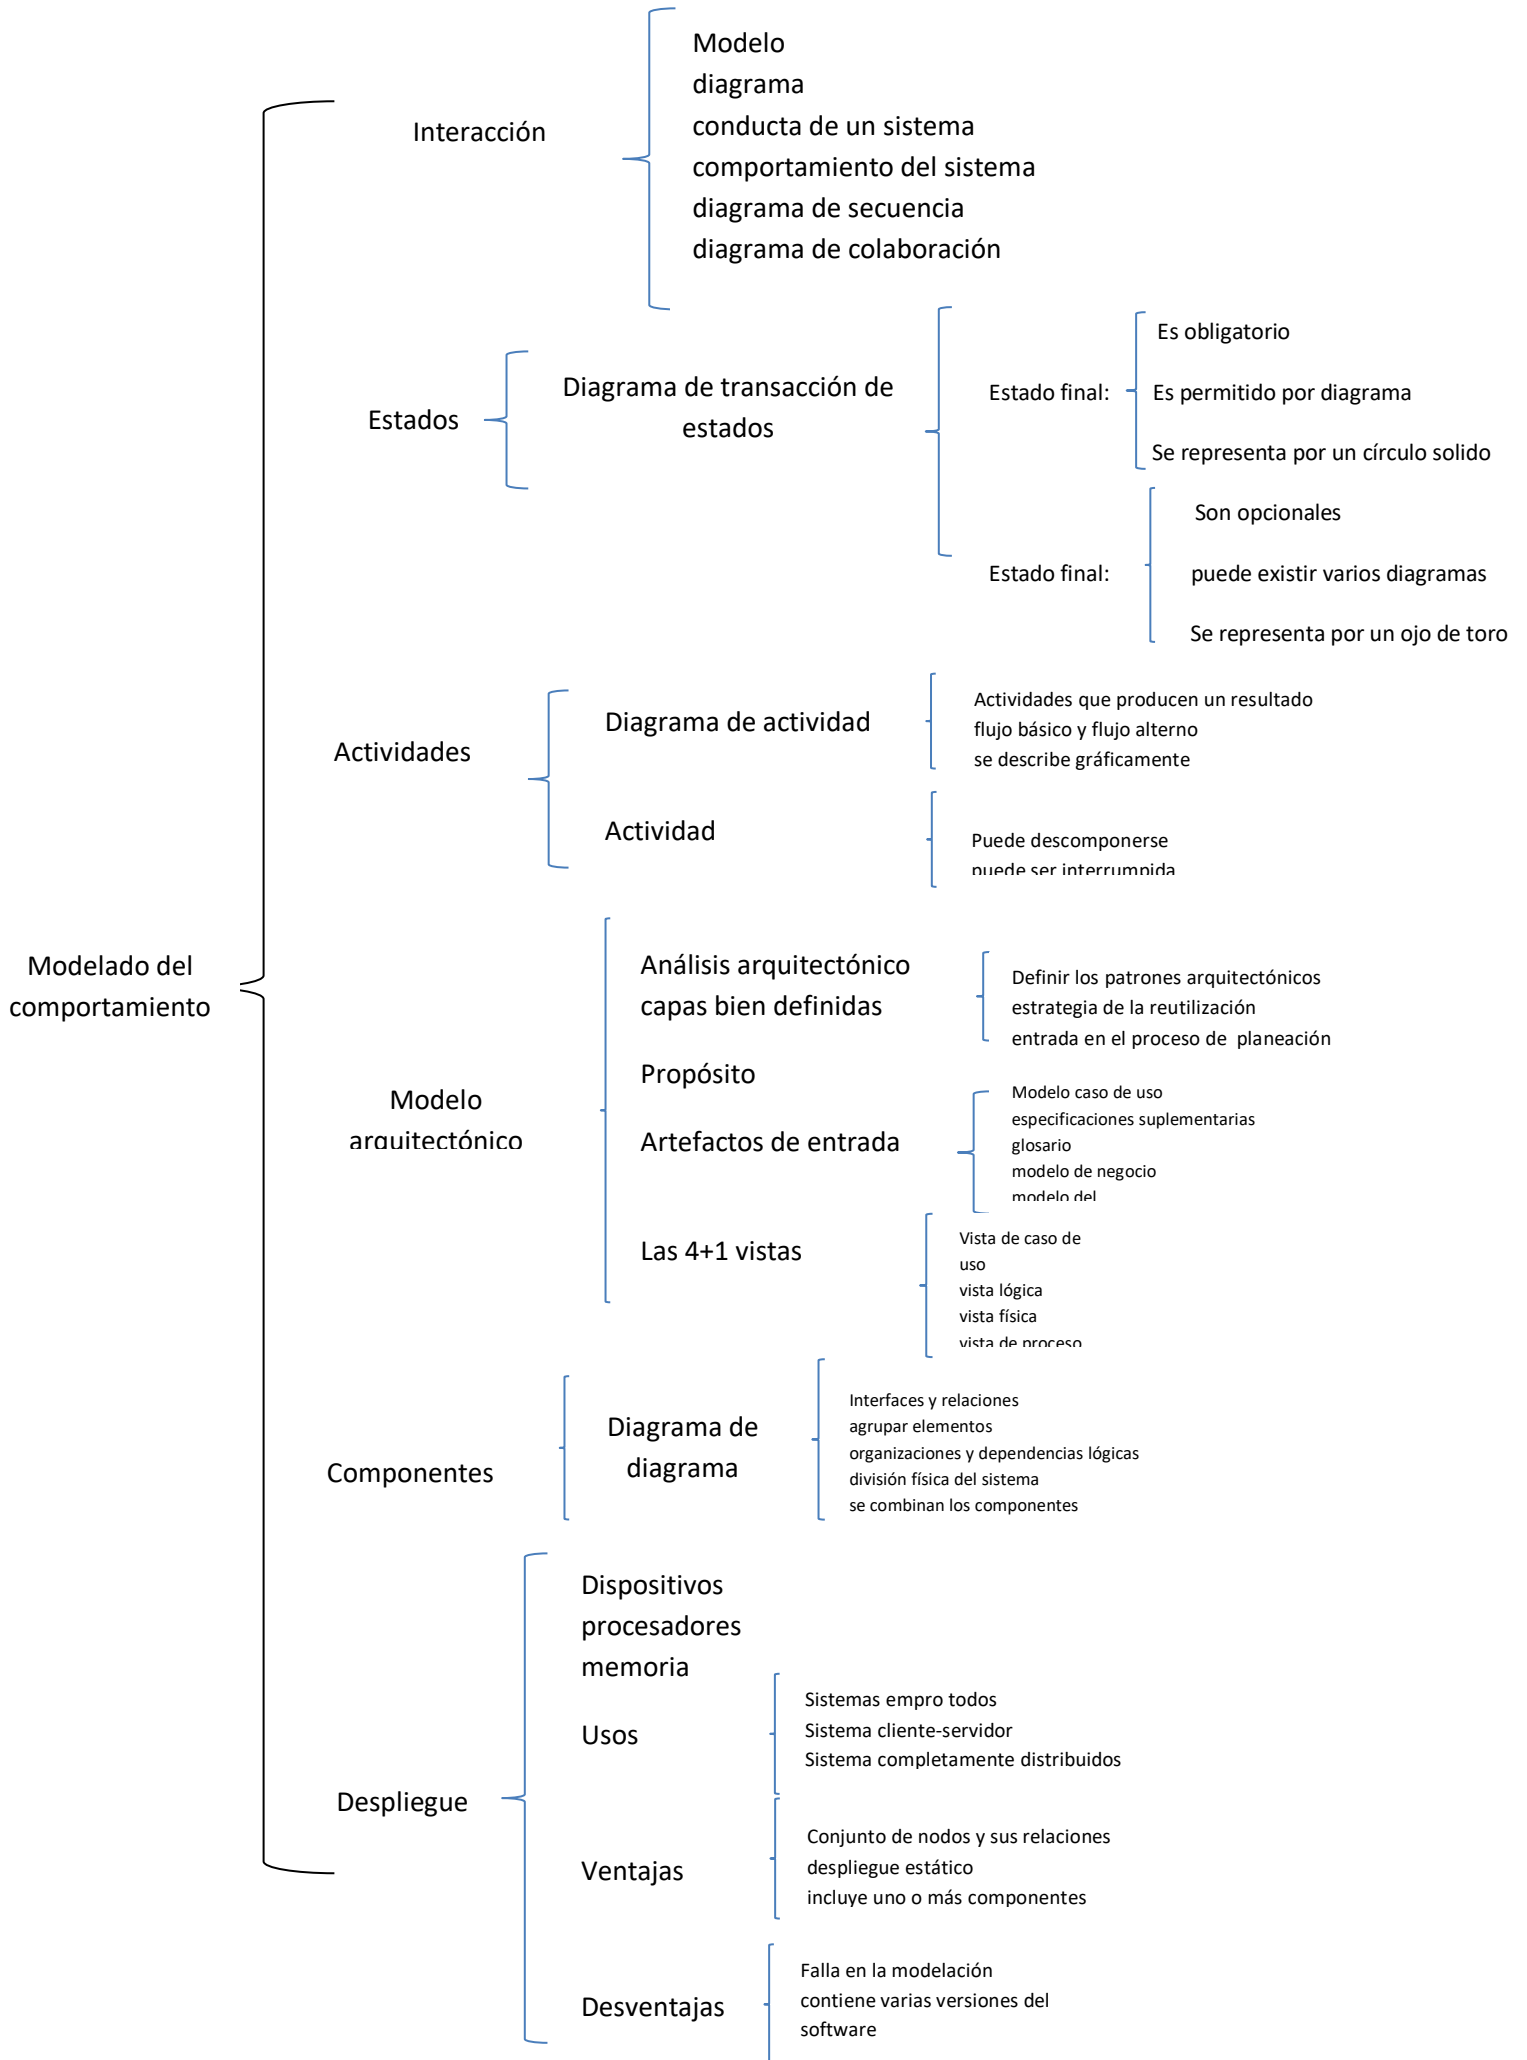 Modelado del
comportamiento
Interacción
Modelo
diagrama
conducta de un sistema
comportamiento del sistema
diagrama de secuencia
diagrama de colaboración
Estados
Diagrama de transacción de
estados
Estado final:
Es obligatorio
Es permitido por diagrama
Se representa por un círculo solido
Estado final:
Son opcionales
puede existir varios diagramas
Se representa por un ojo de toro
Actividades
Diagrama de actividad
Actividades que producen un resultado
flujo básico y flujo alterno
se describe gráficamente
Actividad
Puede descomponerse
puede ser interrumpida
Modelo
arquitectónico
Análisis arquitectónico
capas bien definidas
Definir los patrones arquitectónicos
estrategia de la reutilización
entrada en el proceso de planeación
Propósito
Artefactos de entrada
Modelo caso de uso
especificaciones suplementarias
glosario
modelo de negocio
modelo del
Las 4+1 vistas
Vista de caso de
uso
vista lógica
vista física
vista de proceso
Componentes
Diagrama de
diagrama
Interfaces y relaciones
agrupar elementos
organizaciones y dependencias lógicas
división física del sistema
se combinan los componentes
Despliegue
Dispositivos
procesadores
memoria
Usos
Sistemas empro todos
Sistema cliente-servidor
Sistema completamente distribuidos
Ventajas
Conjunto de nodos y sus relaciones
despliegue estático
incluye uno o más componentes
Desventajas
Falla en la modelación
contiene varias versiones del
software